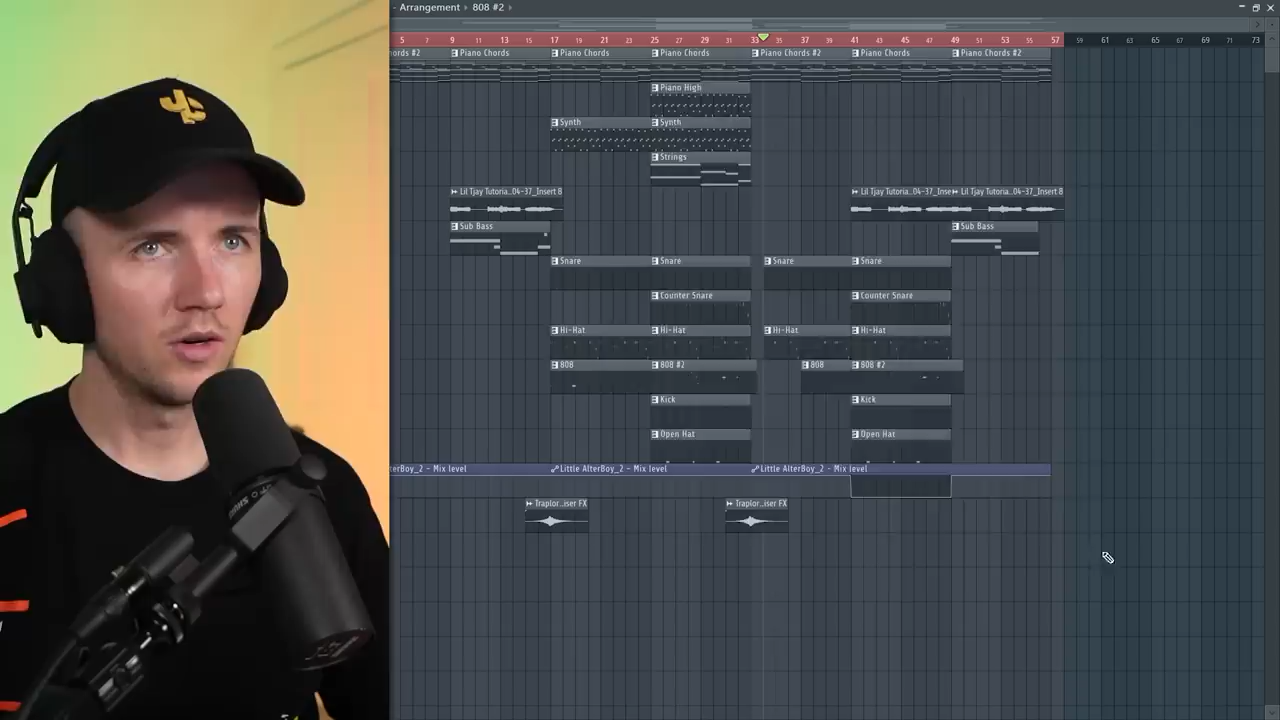 Arrangement › 808 #2 ›
5 7 9 11 13 15 17 19 21 23 25 27 29 31 33 35 37 39 41 43 45 47 49 51 53 55 57 59 61 63 65 67 69 71 73
ords #2 Piano Chords Piano Chords Piano Chords Piano Chords #2 Piano Chords Piano Chords #2
Piano High
Synth Synth
Strings
Lil Tjay Tutoria..04-37_Insert 8 Lil Tjay Tutoria..04-37_Inse Lil Tjay Tutoria..04-37_Insert 8
Sub Bass Sub Bass
Snare Snare Snare Snare
Counter Snare Counter Snare
Hi-Hat Hi-Hat Hi-Hat Hi-Hat
808 808 #2 808 808 #2
Kick Kick
Open Hat Open Hat
terBoy_2 - Mix level Little AlterBoy_2 - Mix level Little AlterBoy_2 - Mix level
Traplor..iser FX Traplor..iser FX